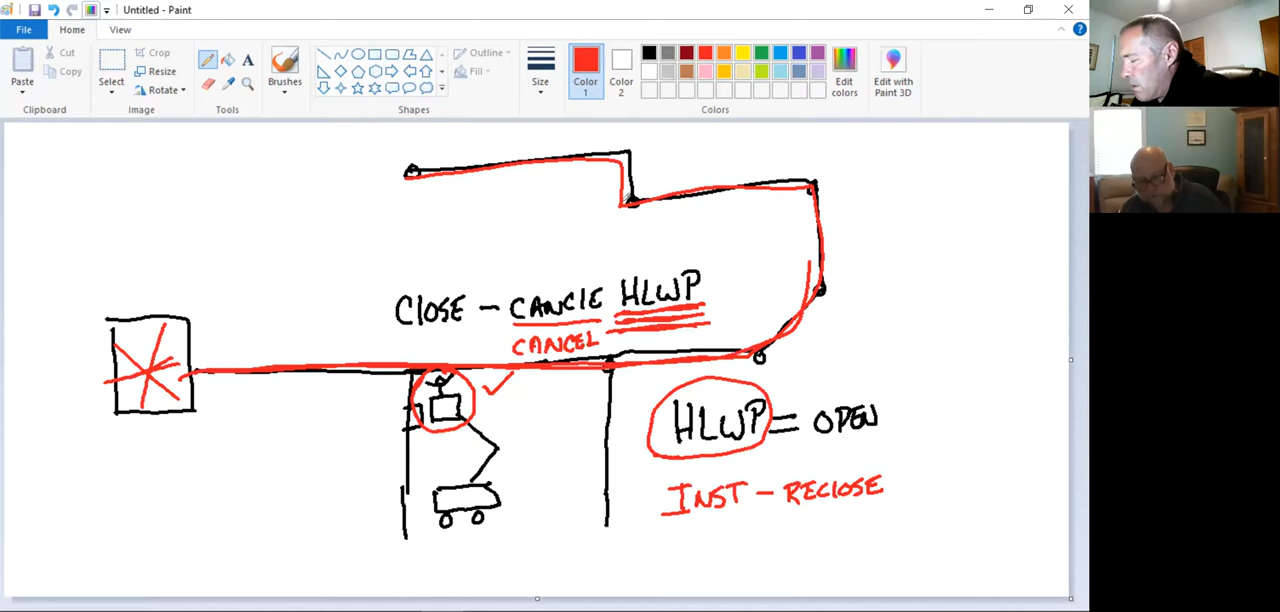 Untitled - Paint
File Home View
Paste
Cut
Copy
Clipboard
Select
Crop
Resize
Rotate
Image
A
Tools
Brushes
Outline
Fill
Shapes
Size
Color 1
Color 2
Edit colors
Colors
Edit with Paint 3D
CLOSE - CANCLE HLWP
CANCEL
HLWP = OPEN
INST - RECLOSE